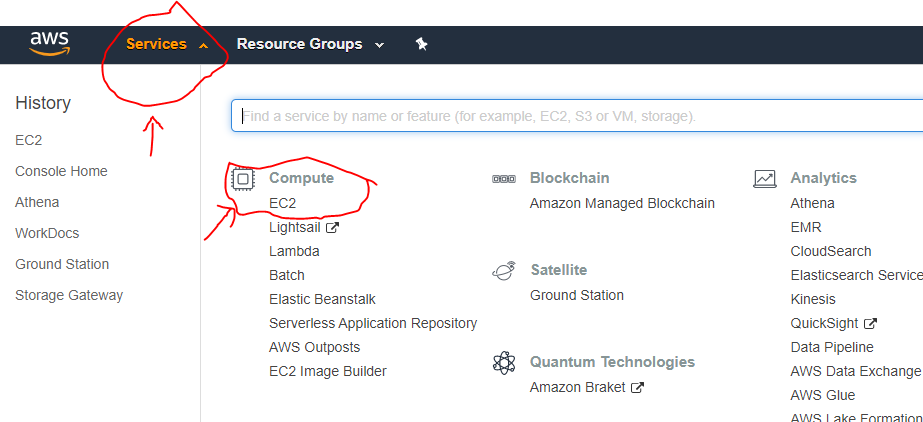 aws
Services
Resource Groups
History
EC2
Console Home
Athena
WorkDocs
Ground Station
Storage Gateway
Find a service by name or feature (for example, EC2, S3 or VM, storage).
Compute
EC2
Lightsail
Lambda
Batch
Elastic Beanstalk
Serverless Application Repository
AWS Outposts
EC2 Image Builder
Blockchain
Amazon Managed Blockchain
Satellite
Ground Station
Quantum Technologies
Amazon Braket
Analytics
Athena
EMR
CloudSearch
Elasticsearch Service
Kinesis
QuickSight
Data Pipeline
AWS Data Exchange
AWS Glue
AWS Lake Formation